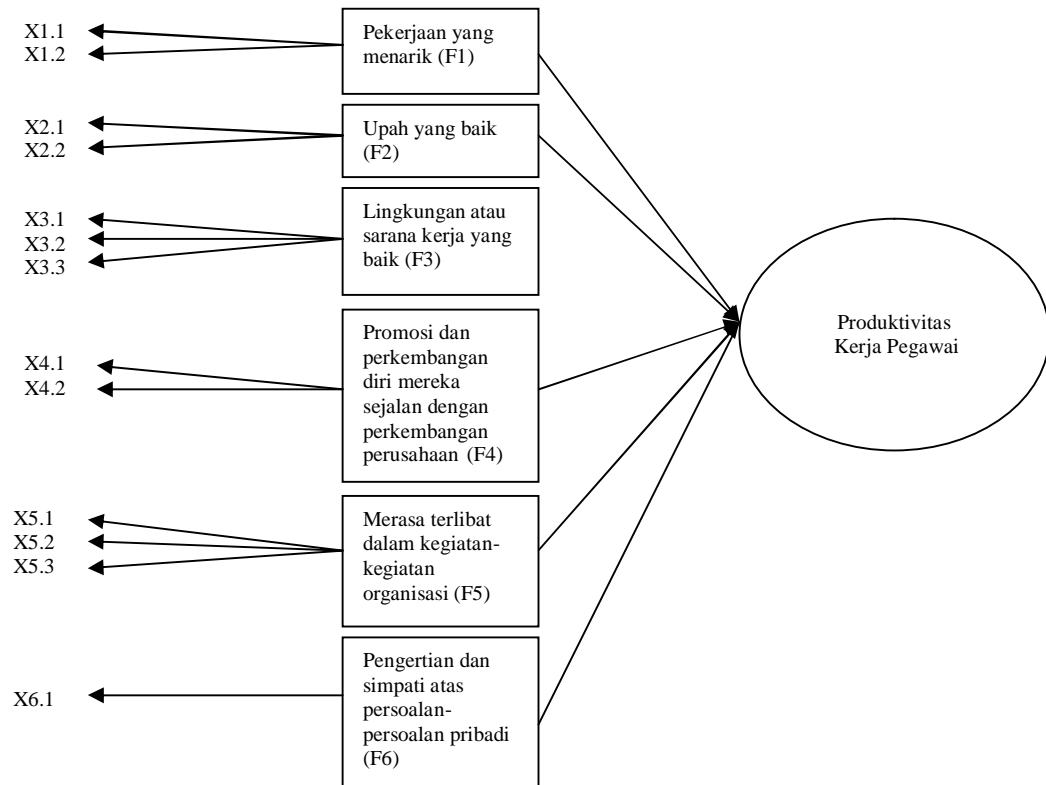 X1.1
X1.2
Pekerjaan yang
menarik (F1)
X2.1
X2.2
Upah yang baik
(F2)
X3.1
X3.2
X3.3
Lingkungan atau
sarana kerja yang
baik (F3)
X4.1
X4.2
Promosi dan
perkembangan
diri mereka
sejalan dengan
perkembangan
perusahaan (F4)
X5.1
X5.2
X5.3
Merasa terlibat
dalam kegiatan-
kegiatan
organisasi (F5)
X6.1
Pengertian dan
simpati atas
persoalan-
persoalan pribadi
(F6)
Produktivitas
Kerja Pegawai